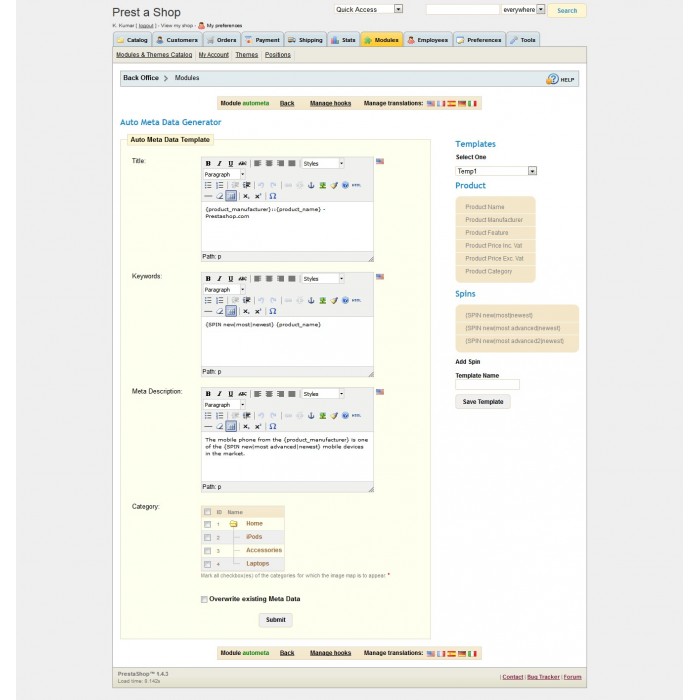 Prest a Shop
Quick Access
everywhere
Search
K. Kumar [ logout ] - View my shop - My preferences
Catalog Customers Orders Payment Shipping Stats Modules Employees Preferences Tools
Modules & Themes Catalog My Account Themes Positions
Back Office > Modules
HELP
Module autometa Back Manage hooks Manage translations:
Auto Meta Data Generator
Auto Meta Data Template
Title:
B I U ABC Styles
Paragraph
HTML
{product_manufacturer}::{product_name} -
Prestashop.com
Path: p
Keywords:
B I U ABC Styles
Paragraph
HTML
{SPIN new|most|newest} {product_name}
Path: p
Meta Description:
B I U ABC Styles
Paragraph
HTML
The mobile phone from the {product_manufacturer} is one
of the {SPIN new|most advanced|newest} mobile devices
in the market.
Path: p
Category:
ID Name
1 Home
2 iPods
3 Accessories
4 Laptops
Mark all checkbox(es) of the categories for which the image map is to appear *
Overwrite existing Meta Data
Submit
Templates
Select One
Temp1
Product
Product Name
Product Manufacturer
Product Feature
Product Price Inc. Vat
Product Price Exc. Vat
Product Category
Spins
{SPIN new|most|newest}
{SPIN new|most advanced|newest}
{SPIN new|most advanced2|newest}
Add Spin
Template Name
Save Template
Module autometa Back Manage hooks Manage translations:
PrestaShop™ 1.4.3
Load time: 0.142s
| Contact | Bug Tracker | Forum